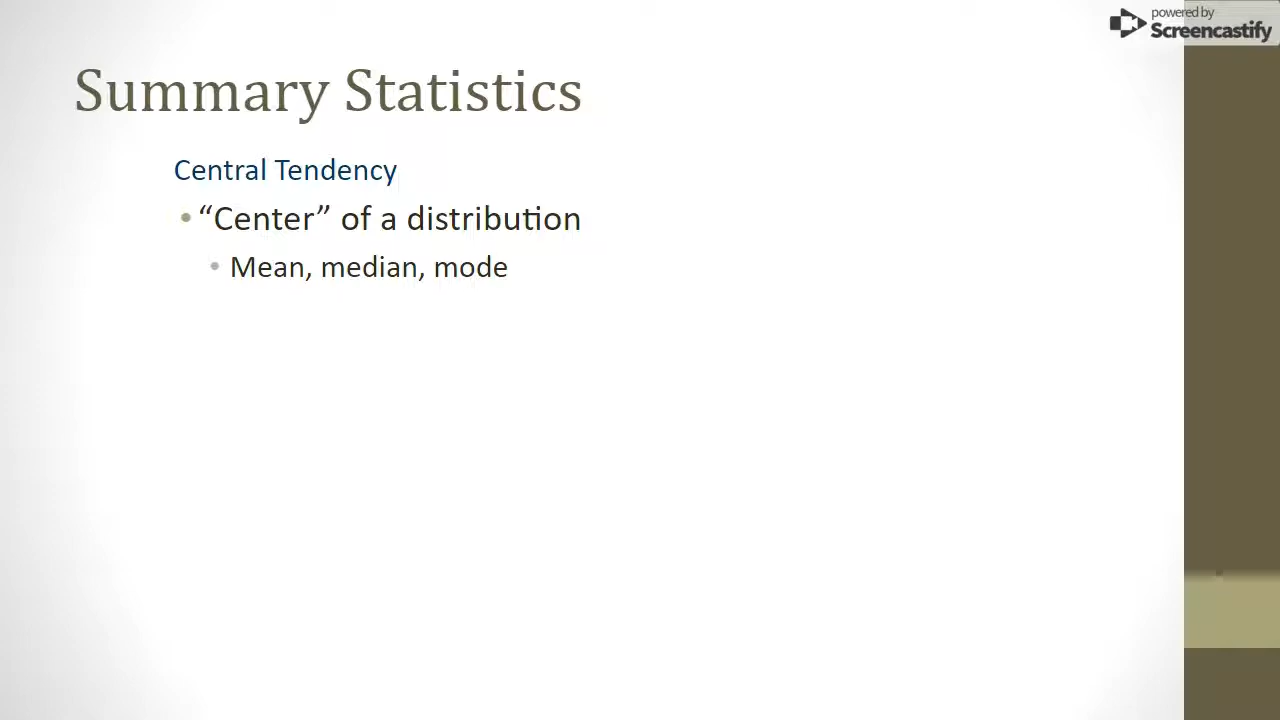 powered by
Screencastify
Summary Statistics
Central Tendency
• “Center” of a distribution
• Mean, median, mode